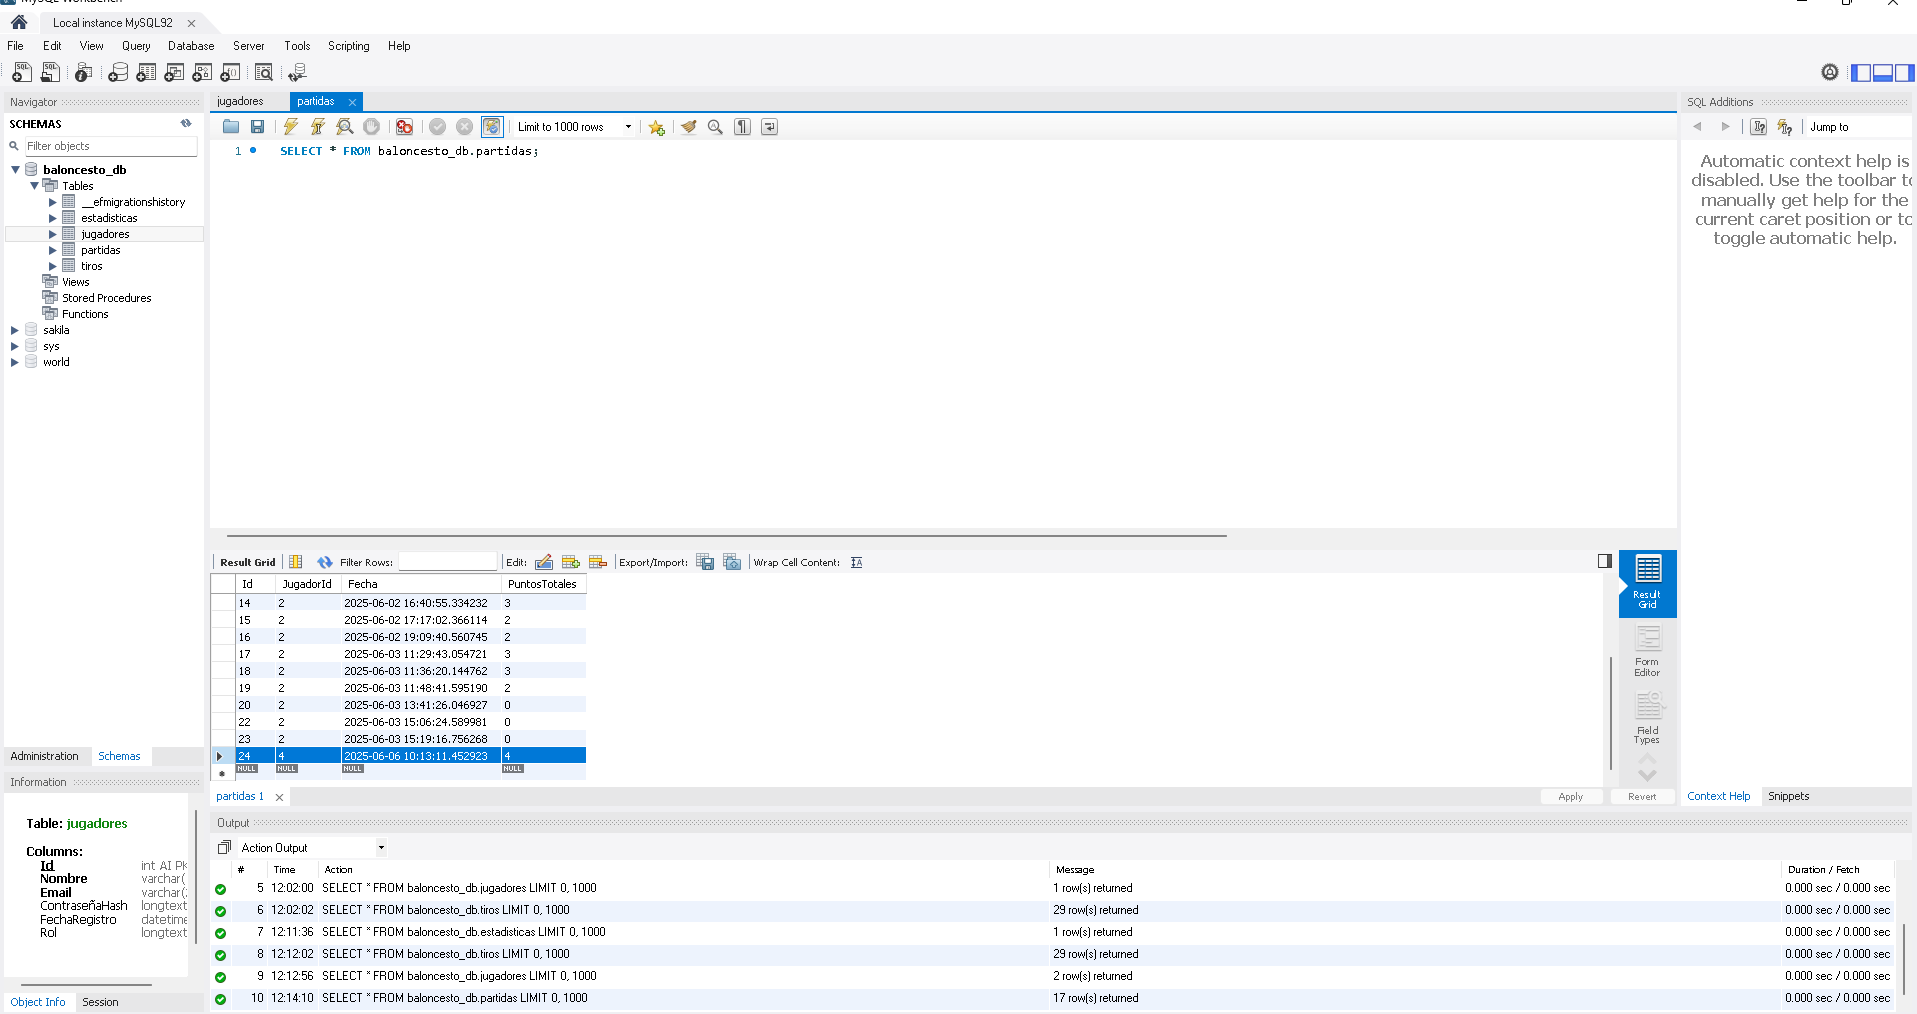 MySQL Workbench
Local instance MySQL92
File Edit View Query Database Server Tools Scripting Help
Navigator
SCHEMAS
Filter objects
baloncesto_db
Tables
__efmigrationshistory
estadisticas
jugadores
partidas
tiros
Views
Stored Procedures
Functions
sakila
sys
world
Administration Schemas
Information
Table: jugadores
Columns:
Id int AI PK
Nombre varchar(
Email varchar(
ContraseñaHash longtext
FechaRegistro datetime
Rol longtext
Object Info Session
jugadores partidas
Limit to 1000 rows
1 SELECT * FROM baloncesto_db.partidas;
Result Grid Filter Rows: Edit: Export/Import: Wrap Cell Content:
Id JugadorId Fecha PuntosTotales
14 2 2025-06-02 16:40:55.334232 3
15 2 2025-06-02 17:17:02.366114 2
16 2 2025-06-02 19:09:40.560745 2
17 2 2025-06-03 11:29:43.054721 3
18 2 2025-06-03 11:36:20.144762 3
19 2 2025-06-03 11:48:41.595190 2
20 2 2025-06-03 13:41:26.046927 0
22 2 2025-06-03 15:06:24.589981 0
23 2 2025-06-03 15:19:16.756268 0
24 4 2025-06-06 10:13:11.452923 4
NULL NULL NULL NULL
Result
Grid
Form
Editor
Field
Types
partidas 1
Apply Revert
Output
Action Output
# Time Action Message Duration / Fetch
5 12:02:00 SELECT * FROM baloncesto_db.jugadores LIMIT 0, 1000 1 row(s) returned 0.000 sec / 0.000 sec
6 12:02:02 SELECT * FROM baloncesto_db.tiros LIMIT 0, 1000 29 row(s) returned 0.000 sec / 0.000 sec
7 12:11:36 SELECT * FROM baloncesto_db.estadisticas LIMIT 0, 1000 1 row(s) returned 0.000 sec / 0.000 sec
8 12:12:02 SELECT * FROM baloncesto_db.tiros LIMIT 0, 1000 29 row(s) returned 0.000 sec / 0.000 sec
9 12:12:56 SELECT * FROM baloncesto_db.jugadores LIMIT 0, 1000 2 row(s) returned 0.000 sec / 0.000 sec
10 12:14:10 SELECT * FROM baloncesto_db.partidas LIMIT 0, 1000 17 row(s) returned 0.000 sec / 0.000 sec
SQL Additions
Jump to
Automatic context help is
disabled. Use the toolbar to
manually get help for the
current caret position or to
toggle automatic help.
Context Help Snippets